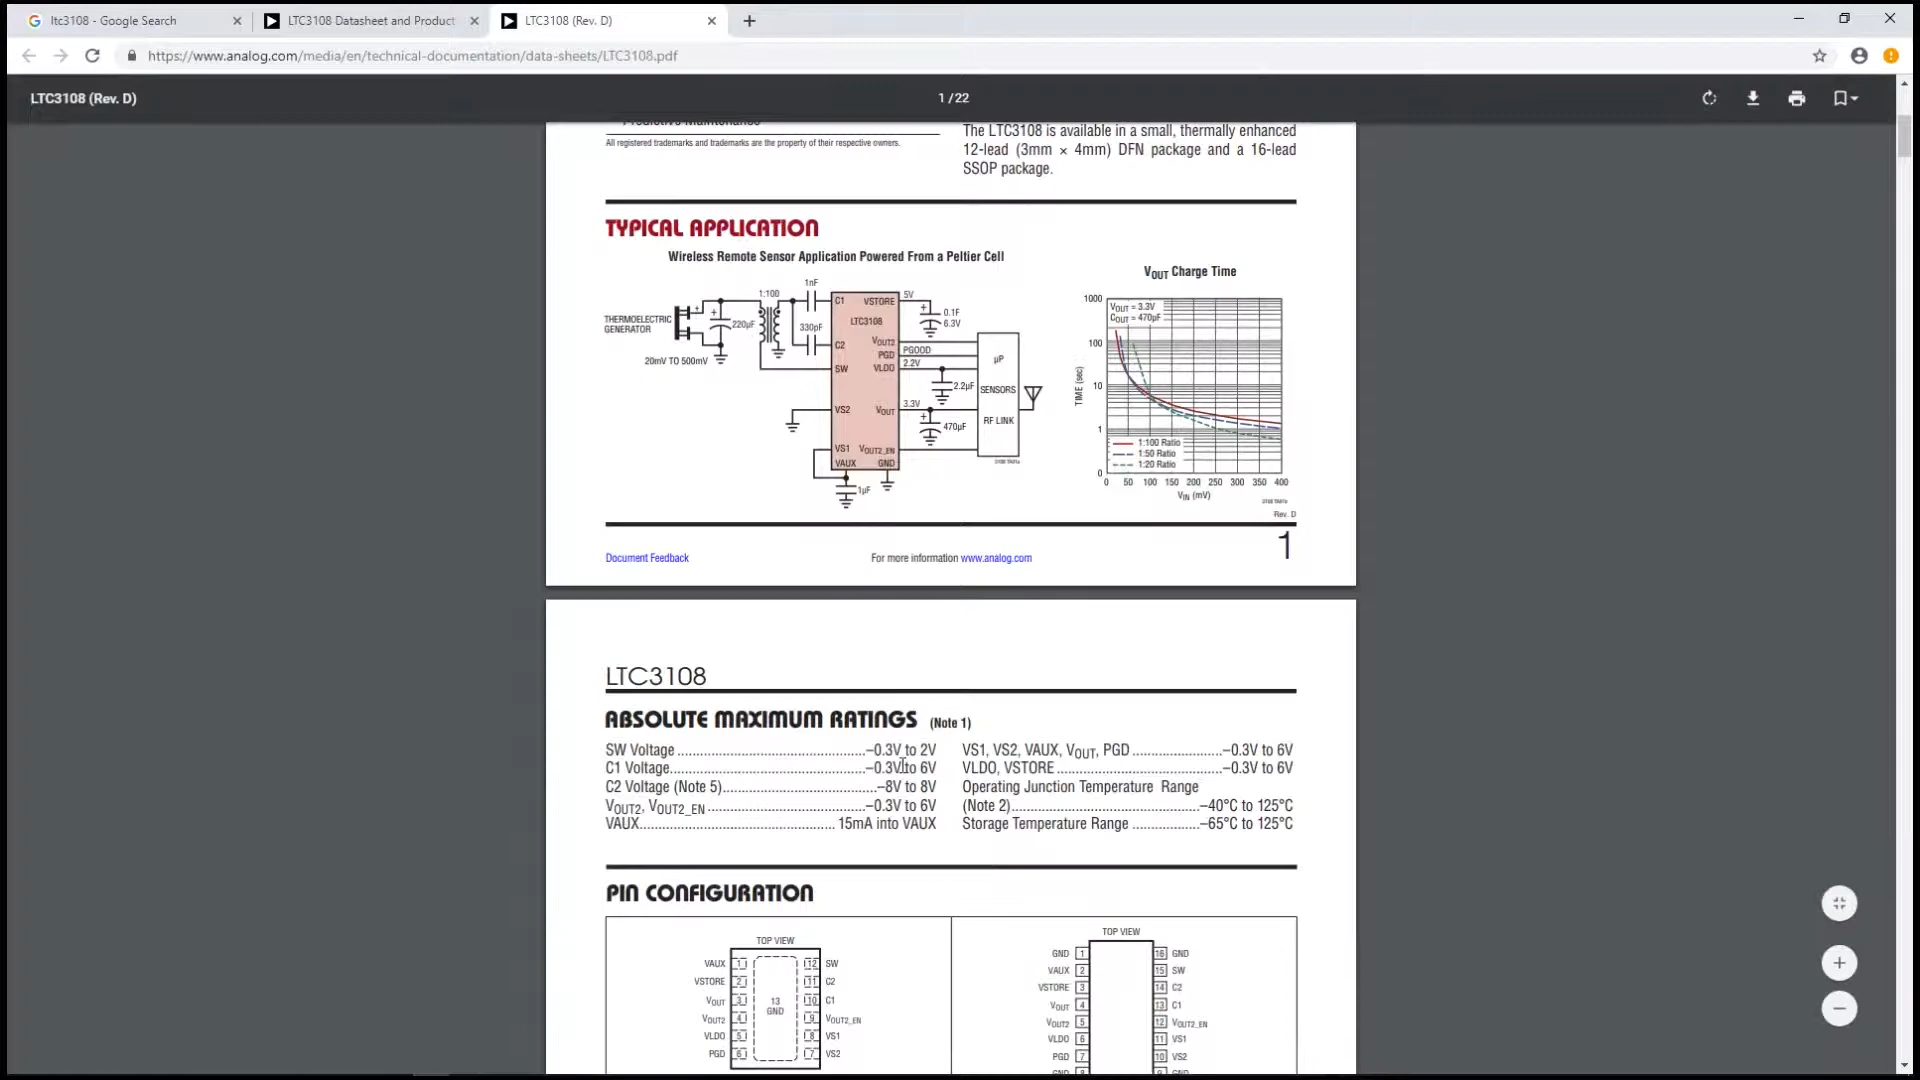 ltc3108 - Google Search
LTC3108 Datasheet and Product
LTC3108 (Rev. D)
https://www.analog.com/media/en/technical-documentation/data-sheets/LTC3108.pdf
LTC3108 (Rev. D)
1 / 22
Predictive Maintenance
All registered trademarks and trademarks are the property of their respective owners.
The LTC3108 is available in a small, thermally enhanced
12-lead (3mm × 4mm) DFN package and a 16-lead
SSOP package.
TYPICAL APPLICATION
Wireless Remote Sensor Application Powered From a Peltier Cell
THERMOELECTRIC
GENERATOR
20mV TO 500mV
+
+
220µF
1:100
1nF
330pF
C1
C2
SW
VS2
VS1
VAUX
LTC3108
VSTORE
VOUT2
PGD
VLDO
VOUT
VOUT2_EN
GND
1µF
5V
+
0.1F
6.3V
PGOOD
2.2V
2.2µF
3.3V
+
470µF
µP
SENSORS
RF LINK
VOUT Charge Time
VOUT = 3.3V
COUT = 470µF
TIME (sec)
1000
100
10
1
0
1:100 Ratio
1:50 Ratio
1:20 Ratio
0 50 100 150 200 250 300 350 400
VIN (mV)
Rev. D
Document Feedback
For more information www.analog.com
1
LTC3108
ABSOLUTE MAXIMUM RATINGS (Note 1)
SW Voltage ................................................–0.3V to 2V
C1 Voltage..................................................–0.3V to 6V
C2 Voltage (Note 5)........................................–8V to 8V
VOUT2, VOUT2_EN ..........................................–0.3V to 6V
VAUX.................................................. 15mA into VAUX
VS1, VS2, VAUX, VOUT, PGD .......................–0.3V to 6V
VLDO, VSTORE ..........................................–0.3V to 6V
Operating Junction Temperature Range
(Note 2)................................................–40°C to 125°C
Storage Temperature Range ..................–65°C to 125°C
PIN CONFIGURATION
TOP VIEW
VAUX 1
VSTORE 2
VOUT 3
VOUT2 4
VLDO 5
PGD 6
13
GND
12 SW
11 C2
10 C1
9 VOUT2_EN
8 VS1
7 VS2
TOP VIEW
GND 1
VAUX 2
VSTORE 3
VOUT 4
VOUT2 5
VLDO 6
PGD 7
GND 8
16 GND
15 SW
14 C2
13 C1
12 VOUT2_EN
11 VS1
10 VS2
9 GND